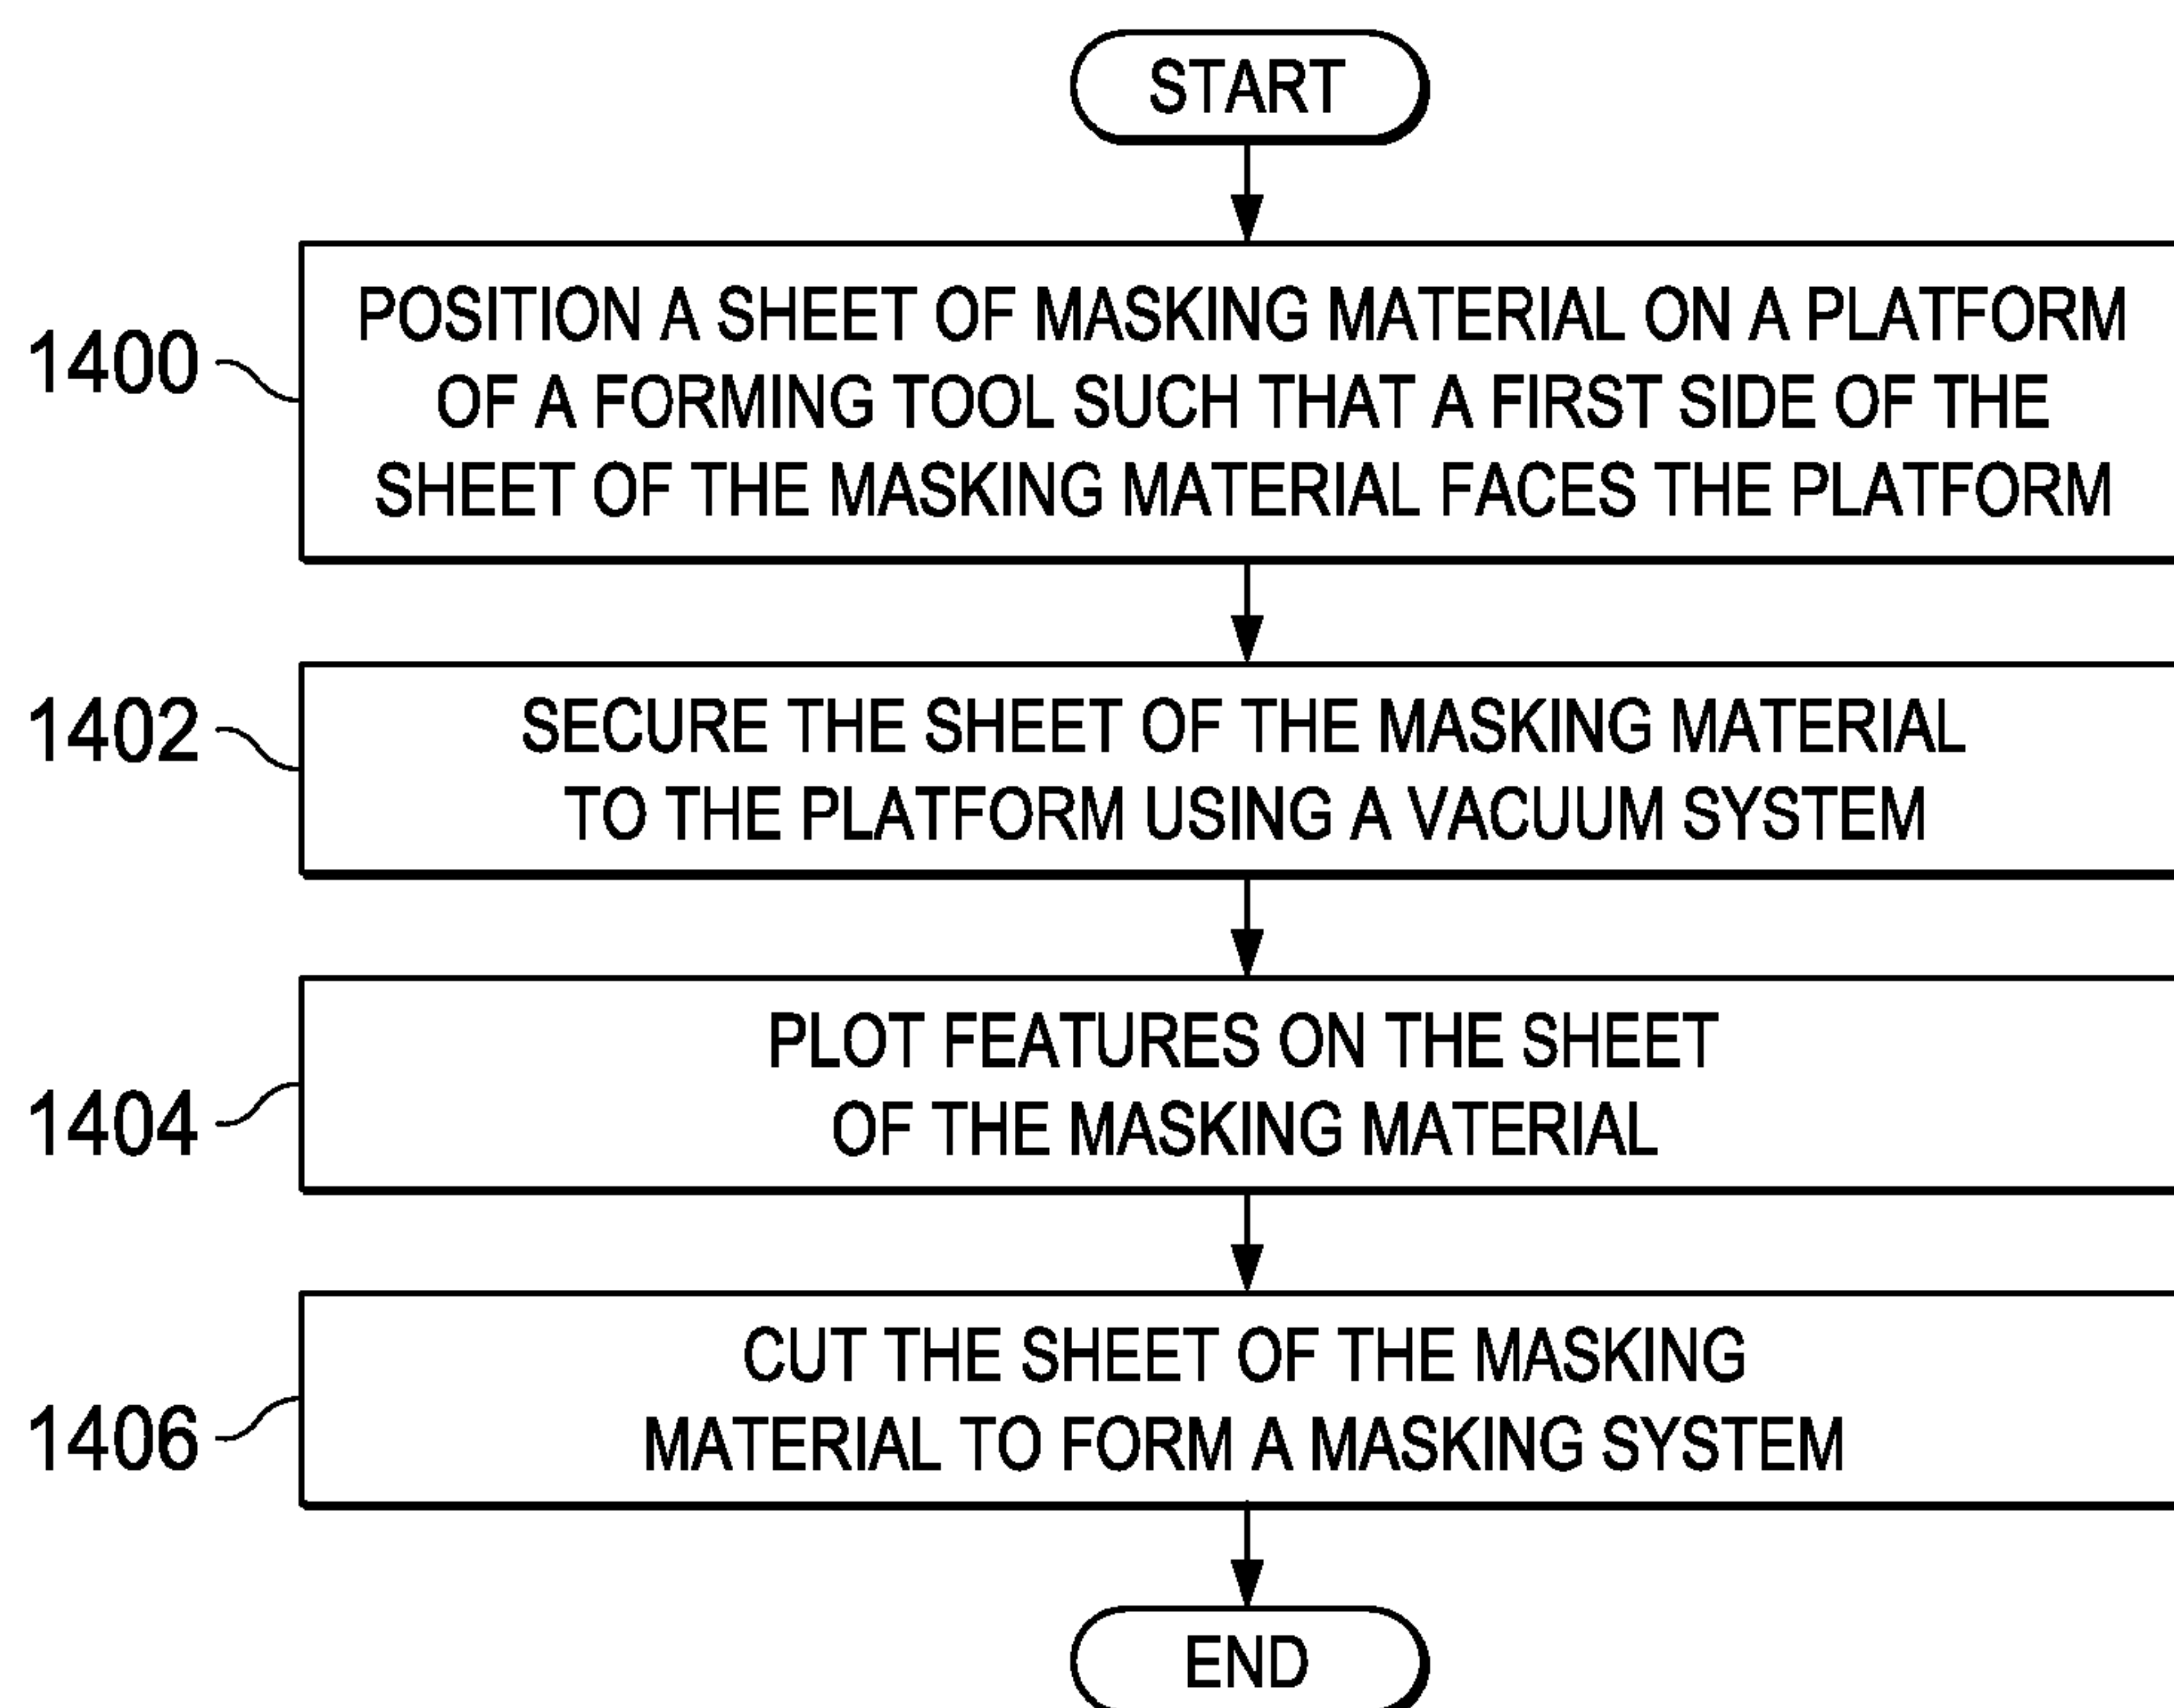 START
1400
POSITION A SHEET OF MASKING MATERIAL ON A PLATFORM
OF A FORMING TOOL SUCH THAT A FIRST SIDE OF THE
SHEET OF THE MASKING MATERIAL FACES THE PLATFORM
1402
SECURE THE SHEET OF THE MASKING MATERIAL
TO THE PLATFORM USING A VACUUM SYSTEM
1404
PLOT FEATURES ON THE SHEET
OF THE MASKING MATERIAL
1406
CUT THE SHEET OF THE MASKING
MATERIAL TO FORM A MASKING SYSTEM
END